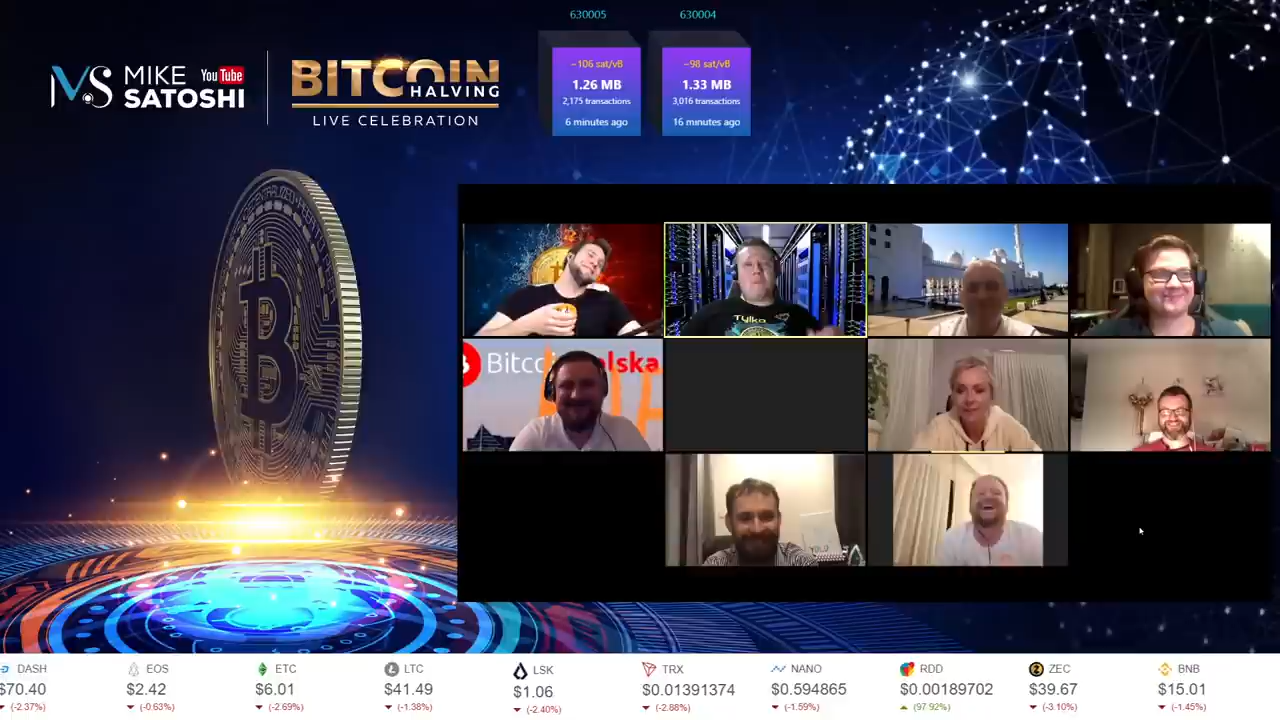 630005
630004
~106 sat/vB
1.26 MB
2,175 transactions
6 minutes ago
~98 sat/vB
1.33 MB
3,016 transactions
16 minutes ago
MS
MIKE
SATOSHI
YouTube
BITCOIN
HALVING
LIVE CELEBRATION
Tylko
Bitco
lska
DASH
$70.40
(-2.37%)
EOS
$2.42
(-0.63%)
ETC
$6.01
(-2.69%)
LTC
$41.49
(-1.38%)
LSK
$1.06
(-2.40%)
TRX
$0.01391374
(-2.88%)
NANO
$0.594865
(-1.59%)
RDD
$0.00189702
(97.92%)
ZEC
$39.67
(-3.10%)
BNB
$15.01
(-1.45%)